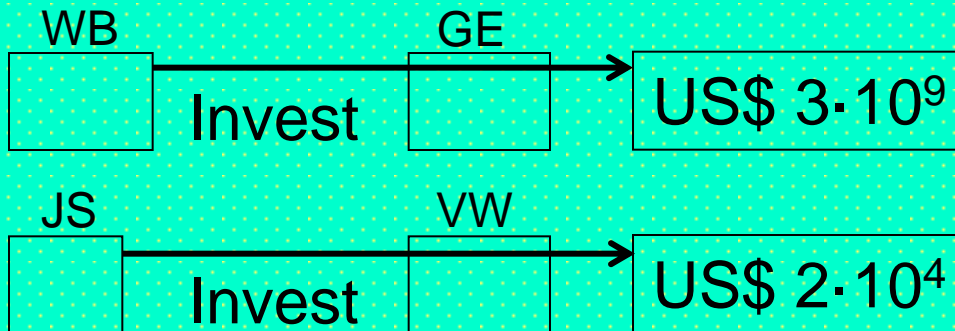 WB GE
Invest US$ 3·10⁹
JS VW
Invest US$ 2·10⁴